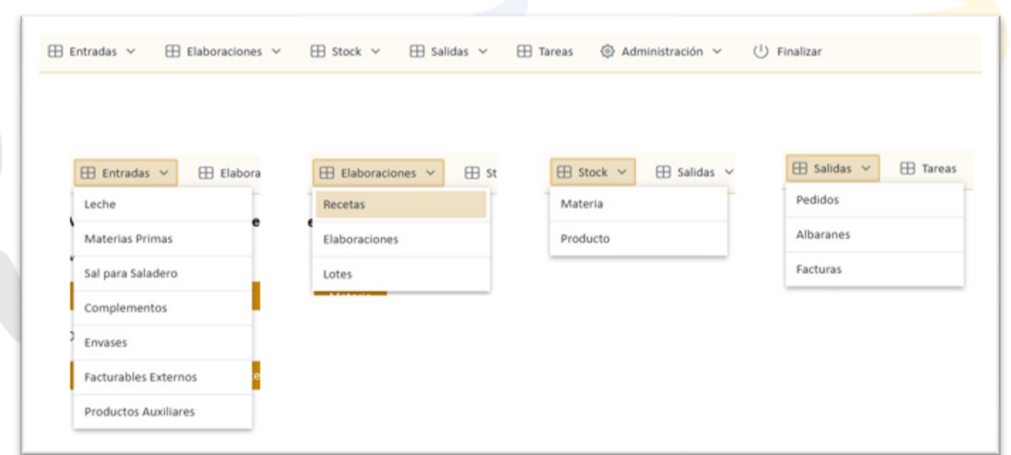 Entradas Elaboraciones Stock Salidas Tareas Administración Finalizar
Entradas Elabora
Leche
Materias Primas
Sal para Saladero
Complementos
Envases
Facturables Externos
Productos Auxiliares
Elaboraciones St
Recetas
Elaboraciones
Lotes
Stock Salidas
Materia
Producto
Salidas Tareas
Pedidos
Albaranes
Facturas